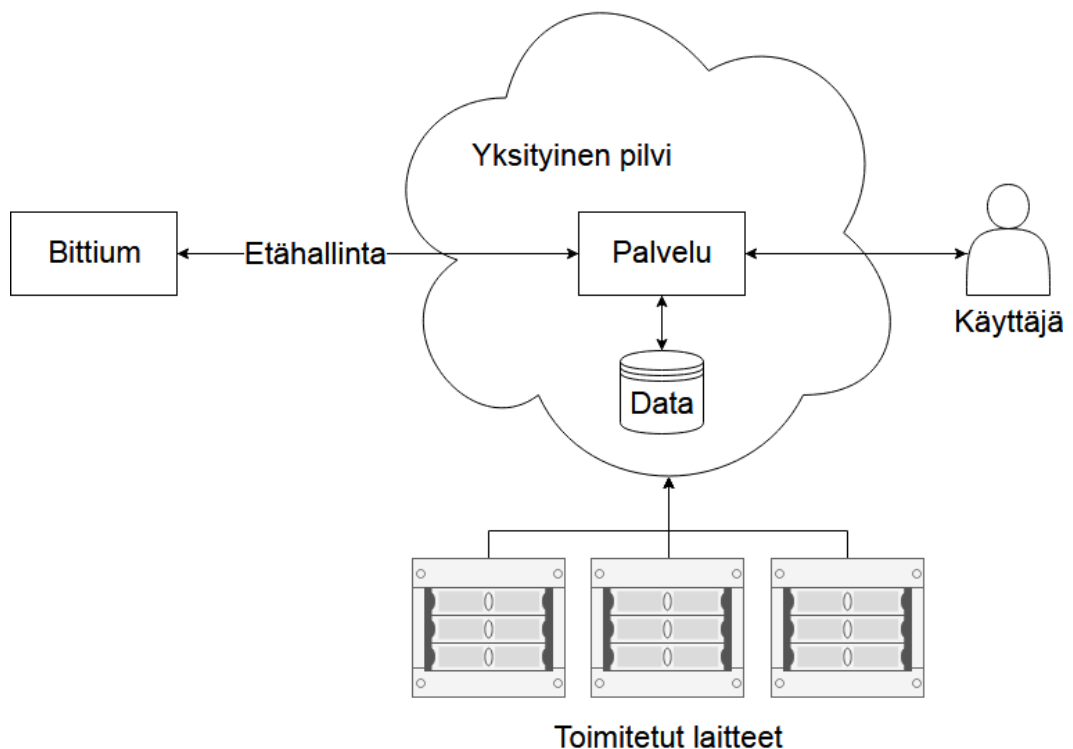 Yksityinen pilvi
Bittium
Etähallinta
Palvelu
Käyttäjä
Data
Toimitetut laitteet